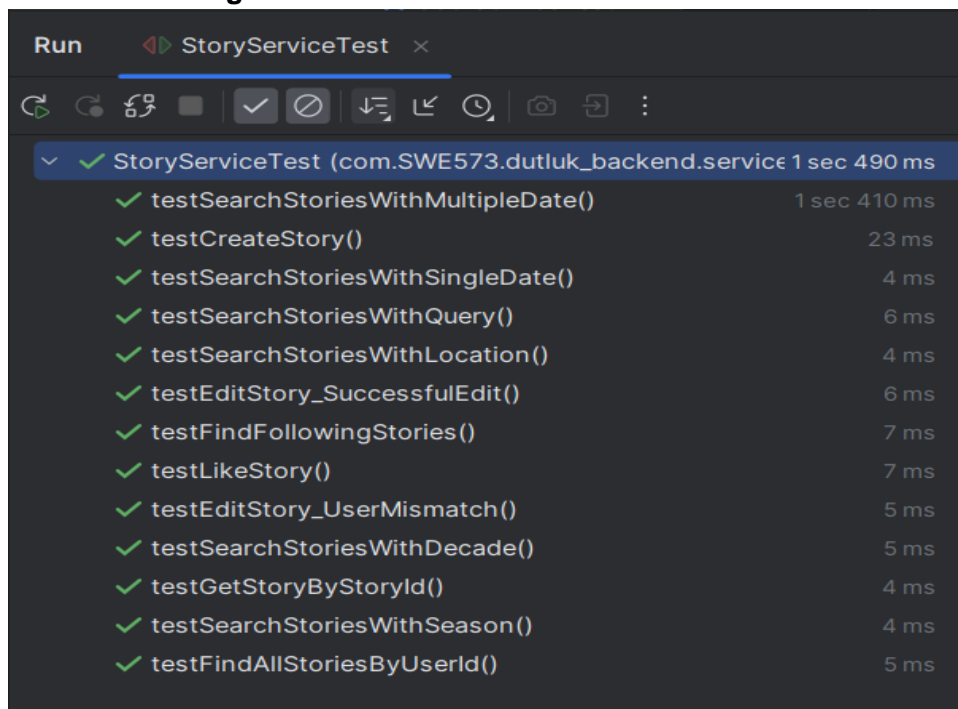 Run StoryServiceTest
StoryServiceTest (com.SWE573.dutluk_backend.service 1 sec 490 ms
testSearchStoriesWithMultipleDate() 1 sec 410 ms
testCreateStory() 23 ms
testSearchStoriesWithSingleDate() 4 ms
testSearchStoriesWithQuery() 6 ms
testSearchStoriesWithLocation() 4 ms
testEditStory_SuccessfulEdit() 6 ms
testFindFollowingStories() 7 ms
testLikeStory() 7 ms
testEditStory_UserMismatch() 5 ms
testSearchStoriesWithDecade() 5 ms
testGetStoryByStoryId() 4 ms
testSearchStoriesWithSeason() 4 ms
testFindAllStoriesByUserId() 5 ms